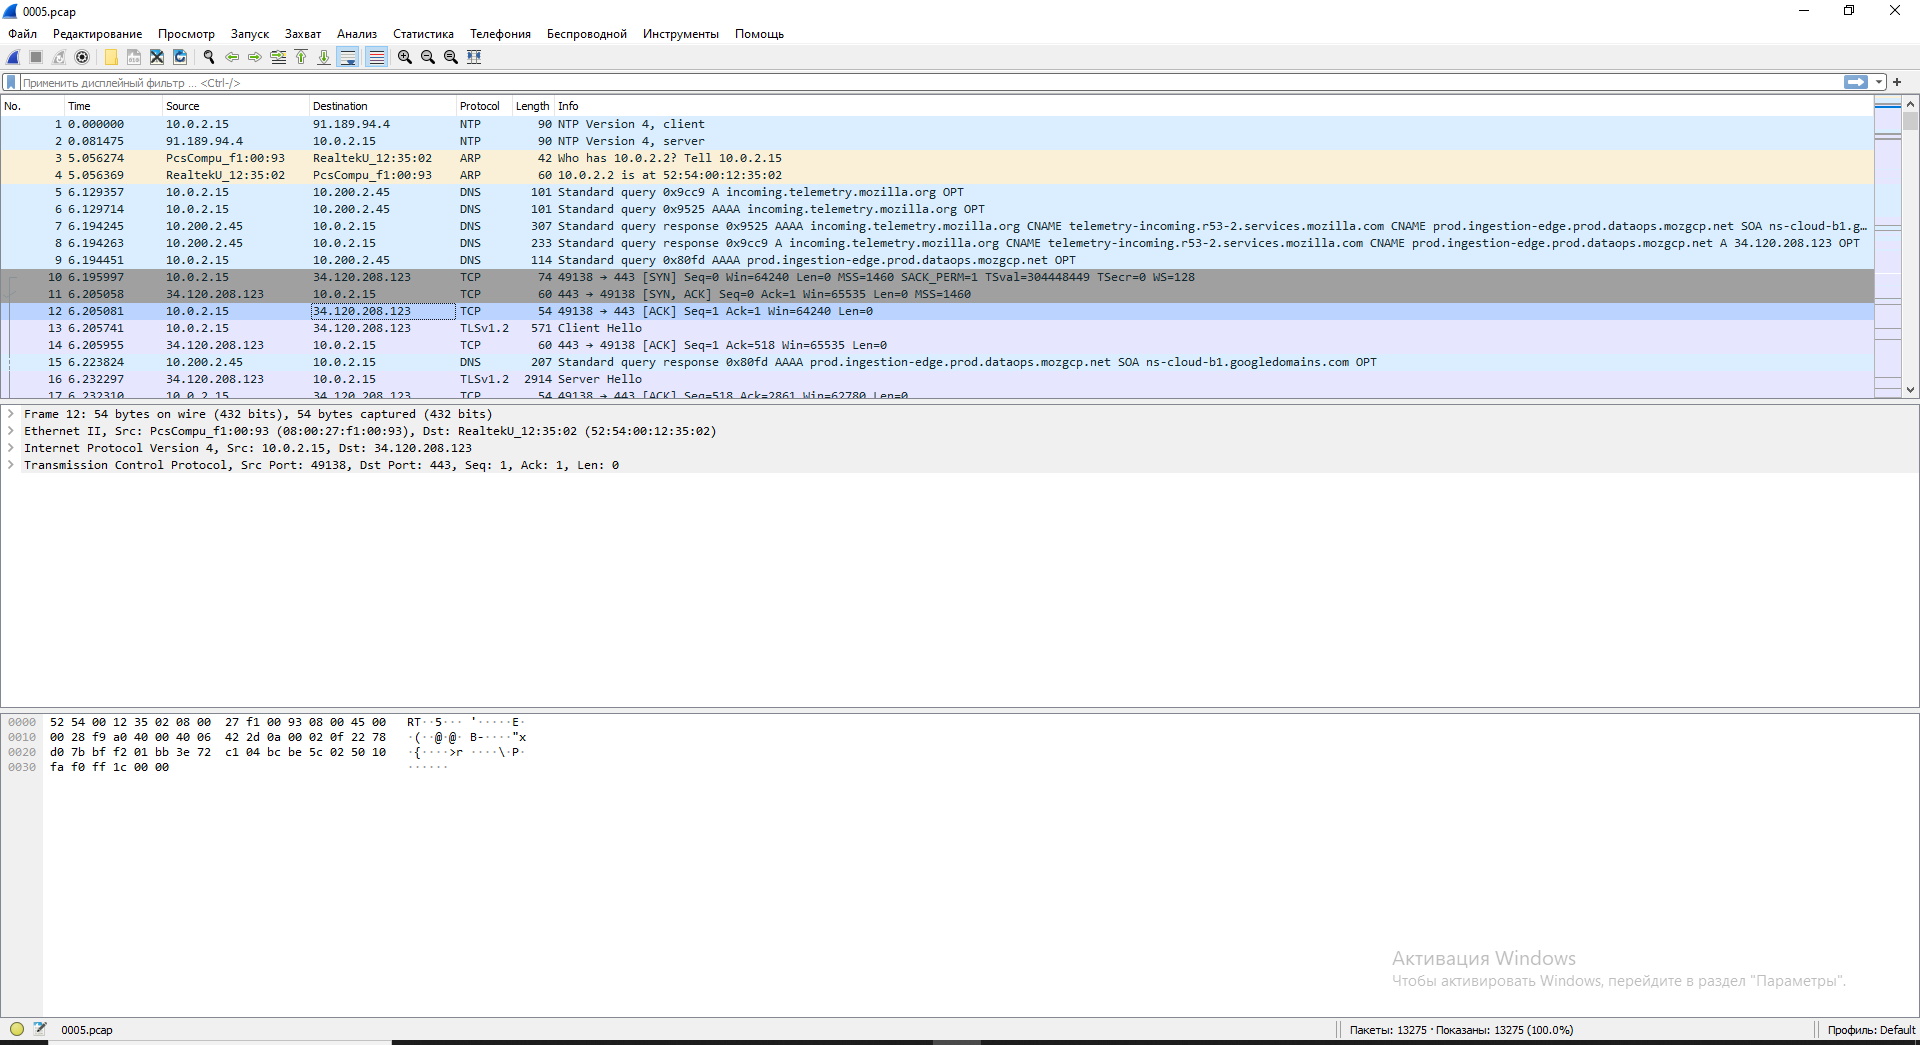 0005.pcap
Файл Редактирование Просмотр Запуск Захват Анализ Статистика Телефония Беспроводной Инструменты Помощь
Применить дисплейный фильтр ... <Ctrl-/>
No. Time Source Destination Protocol Length Info
1 0.000000 10.0.2.15 91.189.94.4 NTP 90 NTP Version 4, client
2 0.081475 91.189.94.4 10.0.2.15 NTP 90 NTP Version 4, server
3 5.056274 PcsCompu_f1:00:93 RealtekU_12:35:02 ARP 42 Who has 10.0.2.2? Tell 10.0.2.15
4 5.056369 RealtekU_12:35:02 PcsCompu_f1:00:93 ARP 60 10.0.2.2 is at 52:54:00:12:35:02
5 6.129357 10.0.2.15 10.200.2.45 DNS 101 Standard query 0x9cc9 A incoming.telemetry.mozilla.org OPT
6 6.129714 10.0.2.15 10.200.2.45 DNS 101 Standard query 0x9525 AAAA incoming.telemetry.mozilla.org OPT
7 6.194245 10.200.2.45 10.0.2.15 DNS 307 Standard query response 0x9525 AAAA incoming.telemetry.mozilla.org CNAME telemetry-incoming.r53-2.services.mozilla.com CNAME prod.ingestion-edge.prod.dataops.mozgcp.net SOA ns-cloud-b1.g…
8 6.194263 10.200.2.45 10.0.2.15 DNS 233 Standard query response 0x9cc9 A incoming.telemetry.mozilla.org CNAME telemetry-incoming.r53-2.services.mozilla.com CNAME prod.ingestion-edge.prod.dataops.mozgcp.net A 34.120.208.123 OPT
9 6.194451 10.0.2.15 10.200.2.45 DNS 114 Standard query 0x80fd AAAA prod.ingestion-edge.prod.dataops.mozgcp.net OPT
10 6.195997 10.0.2.15 34.120.208.123 TCP 74 49138 → 443 [SYN] Seq=0 Win=64240 Len=0 MSS=1460 SACK_PERM=1 TSval=304448449 TSecr=0 WS=128
11 6.205058 34.120.208.123 10.0.2.15 TCP 60 443 → 49138 [SYN, ACK] Seq=0 Ack=1 Win=65535 Len=0 MSS=1460
12 6.205081 10.0.2.15 34.120.208.123 TCP 54 49138 → 443 [ACK] Seq=1 Ack=1 Win=64240 Len=0
13 6.205741 10.0.2.15 34.120.208.123 TLSv1.2 571 Client Hello
14 6.205955 34.120.208.123 10.0.2.15 TCP 60 443 → 49138 [ACK] Seq=1 Ack=518 Win=65535 Len=0
15 6.223824 10.200.2.45 10.0.2.15 DNS 207 Standard query response 0x80fd AAAA prod.ingestion-edge.prod.dataops.mozgcp.net SOA ns-cloud-b1.googledomains.com OPT
16 6.232297 34.120.208.123 10.0.2.15 TLSv1.2 2914 Server Hello
17 6.232310 10.0.2.15 34.120.208.123 TCP 54 49138 → 443 [ACK] Seq=518 Ack=2861 Win=62780 Len=0
Frame 12: 54 bytes on wire (432 bits), 54 bytes captured (432 bits)
Ethernet II, Src: PcsCompu_f1:00:93 (08:00:27:f1:00:93), Dst: RealtekU_12:35:02 (52:54:00:12:35:02)
Internet Protocol Version 4, Src: 10.0.2.15, Dst: 34.120.208.123
Transmission Control Protocol, Src Port: 49138, Dst Port: 443, Seq: 1, Ack: 1, Len: 0
0000 52 54 00 12 35 02 08 00 27 f1 00 93 08 00 45 00 RT··5··· '·····E·
0010 00 28 f9 a0 40 00 40 06 42 2d 0a 00 02 0f 22 78 ·(··@·@· B-····"x
0020 d0 7b bf f2 01 bb 3e 72 c1 04 bc be 5c 02 50 10 ·{····>r ····\·P·
0030 fa f0 ff 1c 00 00 ······
Активация Windows
Чтобы активировать Windows, перейдите в раздел "Параметры".
0005.pcap Пакеты: 13275 · Показаны: 13275 (100.0%) Профиль: Default